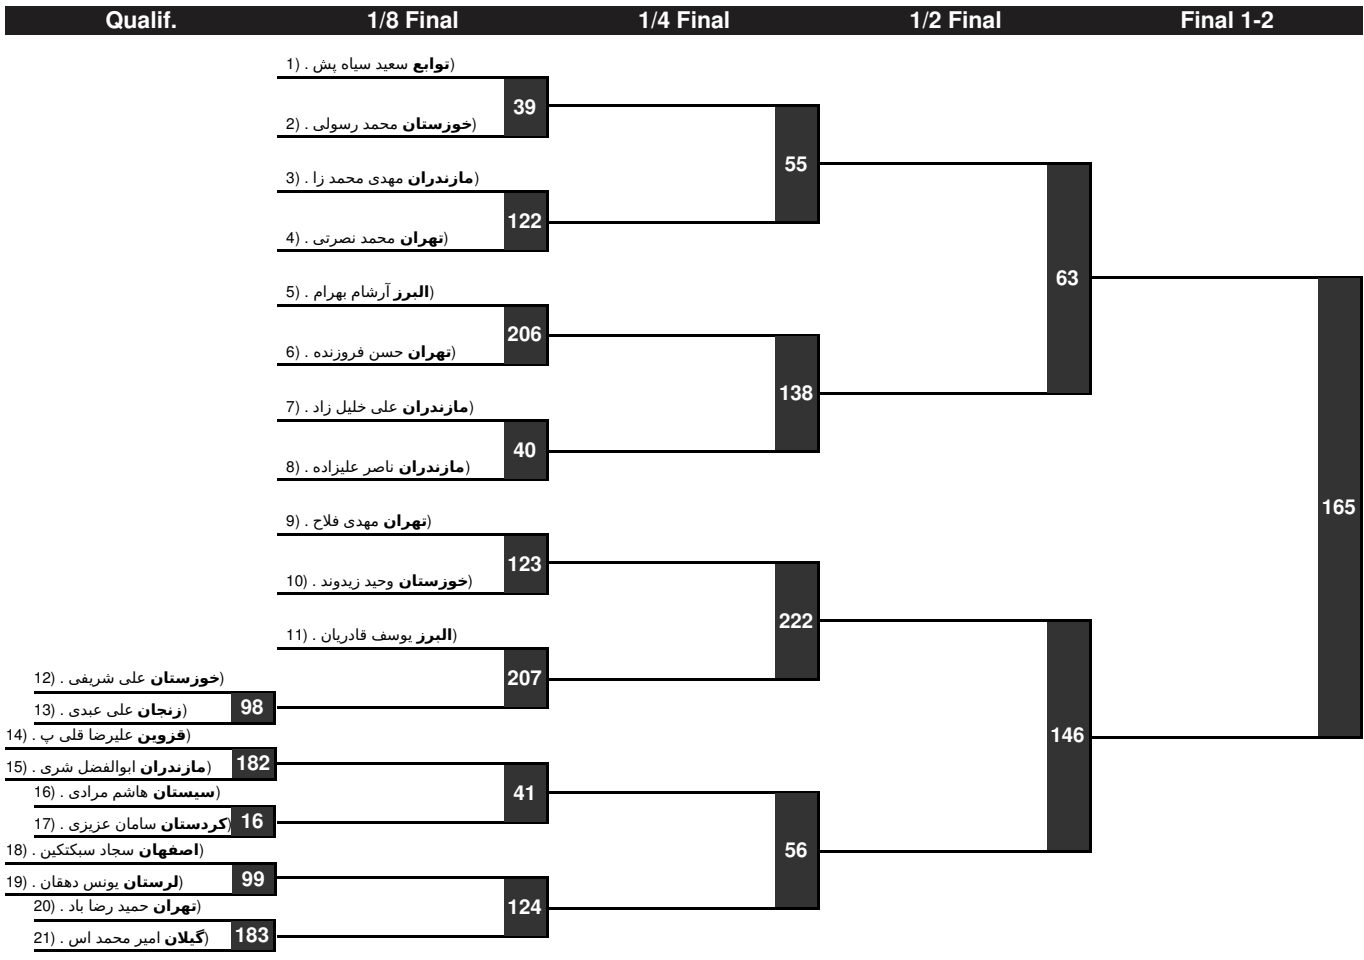 Qualif. 1/8 Final 1/4 Final 1/2 Final Final 1-2
1) . سعید سیاه پش توابع)
39
2) . محمد رسولی خوزستان)
55
3) . مهدی محمد زا مازندران)
122
4) . محمد نصرتی تهران)
63
5) . آرشام بهرام البرز)
206
6) . حسن فروزنده تهران)
138
7) . علی خلیل زاد مازندران)
40
8) . ناصر علیزاده مازندران)
165
9) . مهدی فلاح تهران)
123
10) . وحید زیدوند خوزستان)
222
11) . یوسف قادریان البرز)
207
12) . علی شریفی خوزستان)
98
13) . علی عبدی زنجان)
14) . علیرضا قلی پ قزوین)
146
182
15) . ابوالفضل شری مازندران)
16) . هاشم مرادی سیستان)
41
16
17) . سامان عزیزی کردستان)
18) . سجاد سبکتکین اصفهان)
56
99
19) . یونس دهقان لرستان)
20) . حمید رضا باد تهران)
124
183
21) . امیر محمد اس گیلان)